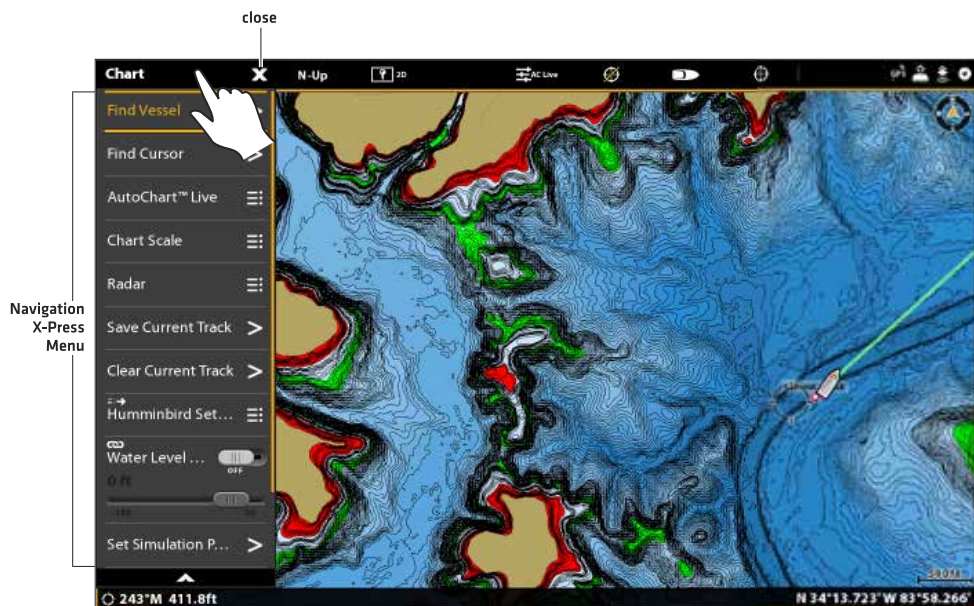 close
Chart
N-Up
2D
AC Live
Find Vessel
Find Cursor
AutoChart™ Live
Chart Scale
Radar
Navigation
X-Press
Menu
Save Current Track
Clear Current Track
Humminbird Set...
Water Level ...
OFF
0 ft
Set Simulation P...
243°M 411.8ft
N 34°13.723' W 83°58.266'